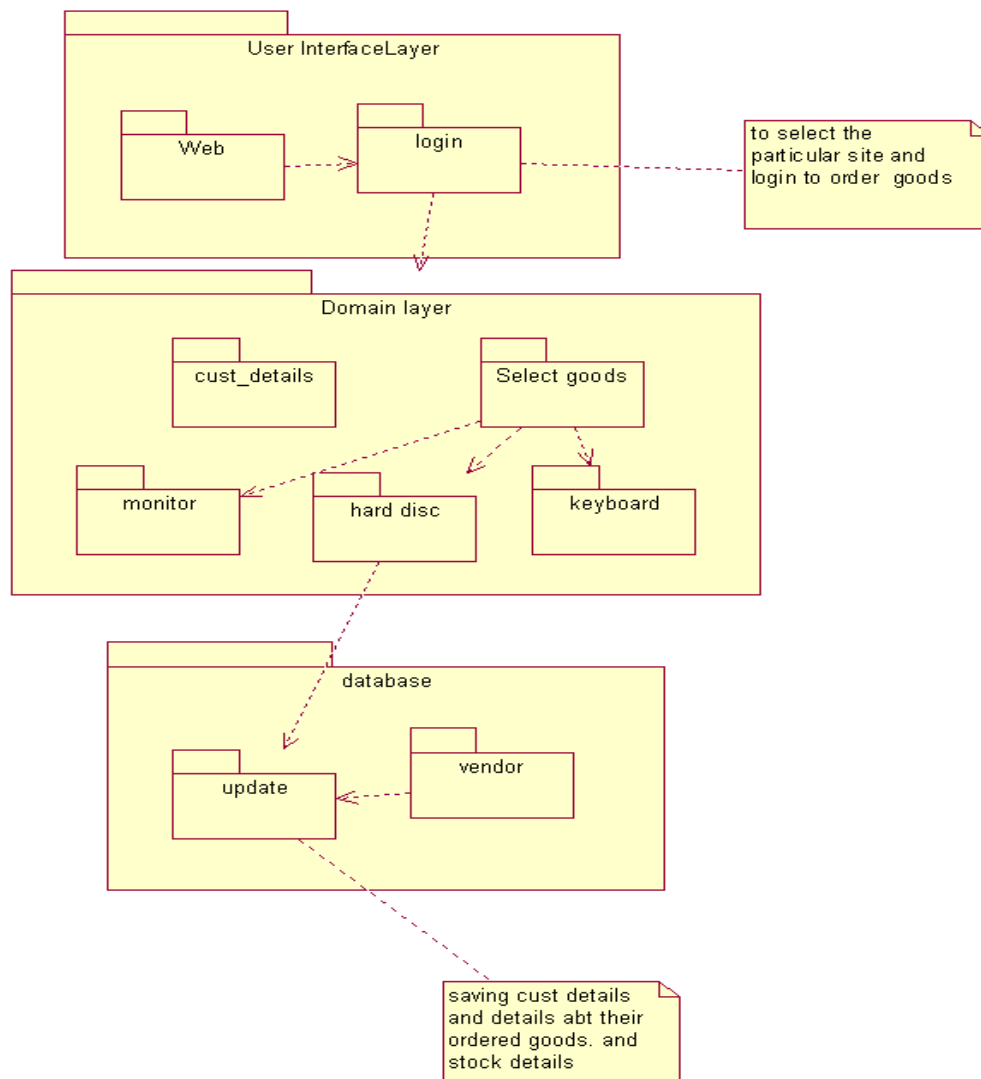 User InterfaceLayer
Web
login
to select the
particular site and
login to order goods
Domain layer
cust_details
Select goods
monitor
hard disc
keyboard
database
update
vendor
saving cust details
and details abt their
ordered goods. and
stock details